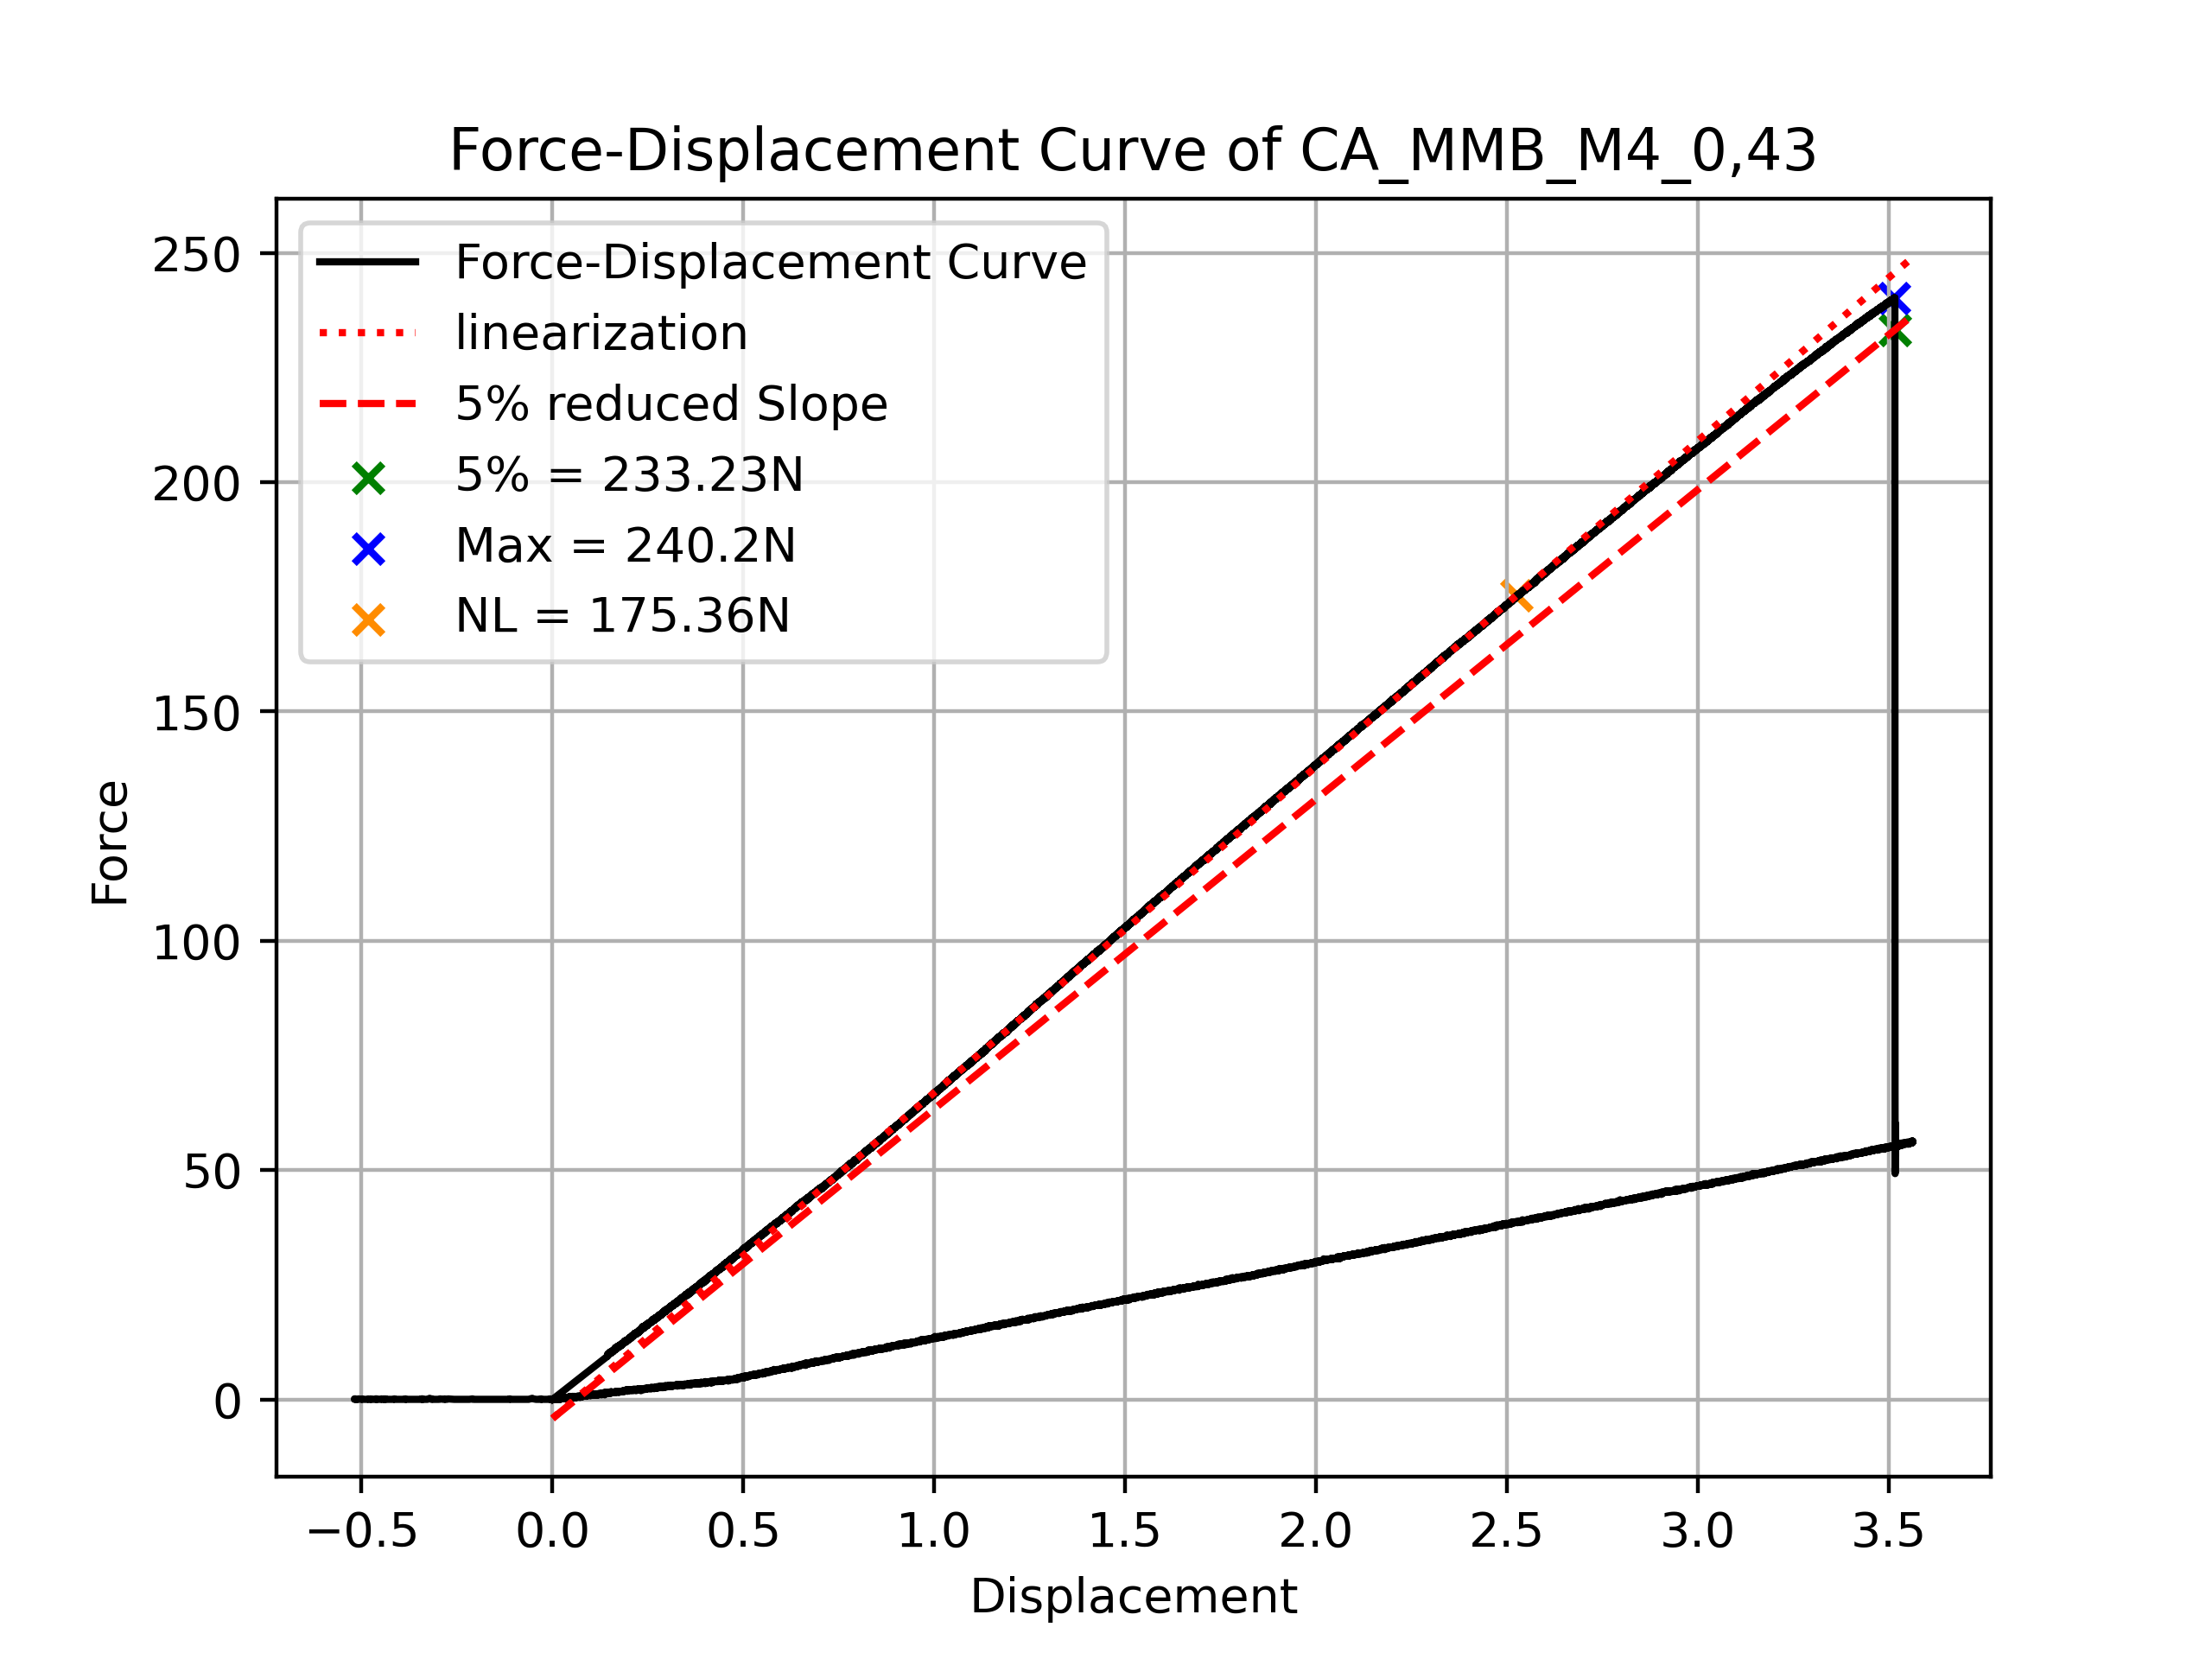 Force-Displacement Curve of CA_MMB_M4_0,43
Force-Displacement Curve
linearization
5% reduced Slope
5% = 233.23N
Max = 240.2N
NL = 175.36N
250
200
150
100
50
0
Force
−0.5 0.0 0.5 1.0 1.5 2.0 2.5 3.0 3.5
Displacement